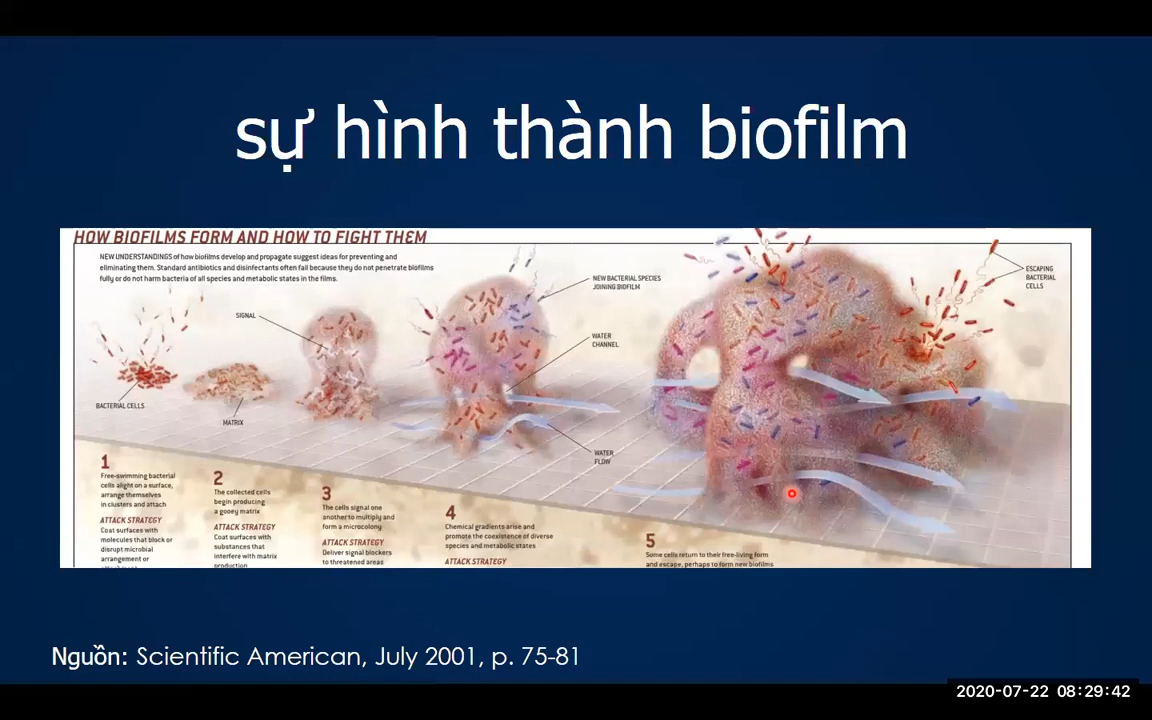 sự hình thành biofilm
HOW BIOFILMS FORM AND HOW TO FIGHT THEM
NEW UNDERSTANDINGS of how biofilms develop and propagate suggest ideas for preventing and
eliminating them. Standard antibiotics and disinfectants often fail because they do not penetrate biofilms
fully or do not harm bacteria of all species and metabolic states in the films.
SIGNAL
NEW BACTERIAL SPECIES
JOINING BIOFILM
WATER
CHANNEL
ESCAPING
BACTERIAL
CELLS
BACTERIAL CELLS
MATRIX
WATER
FLOW
1
Free-swimming bacterial
cells alight on a surface,
arrange themselves
in clusters and attach
ATTACK STRATEGY
Coat surfaces with
molecules that block or
disrupt microbial
arrangement or
2
The collected cells
begin producing
a gooey matrix
ATTACK STRATEGY
Coat surfaces with
substances that
interfere with matrix
production
3
The cells signal one
another to multiply and
form a microcolony
ATTACK STRATEGY
Deliver signal blockers
to threatened areas
4
Chemical gradients arise and
promote the coexistence of diverse
species and metabolic states
ATTACK STRATEGY
5
Some cells return to their free-living form
and escape, perhaps to form new biofilms
Nguồn: Scientific American, July 2001, p. 75-81
2020-07-22 08:29:42